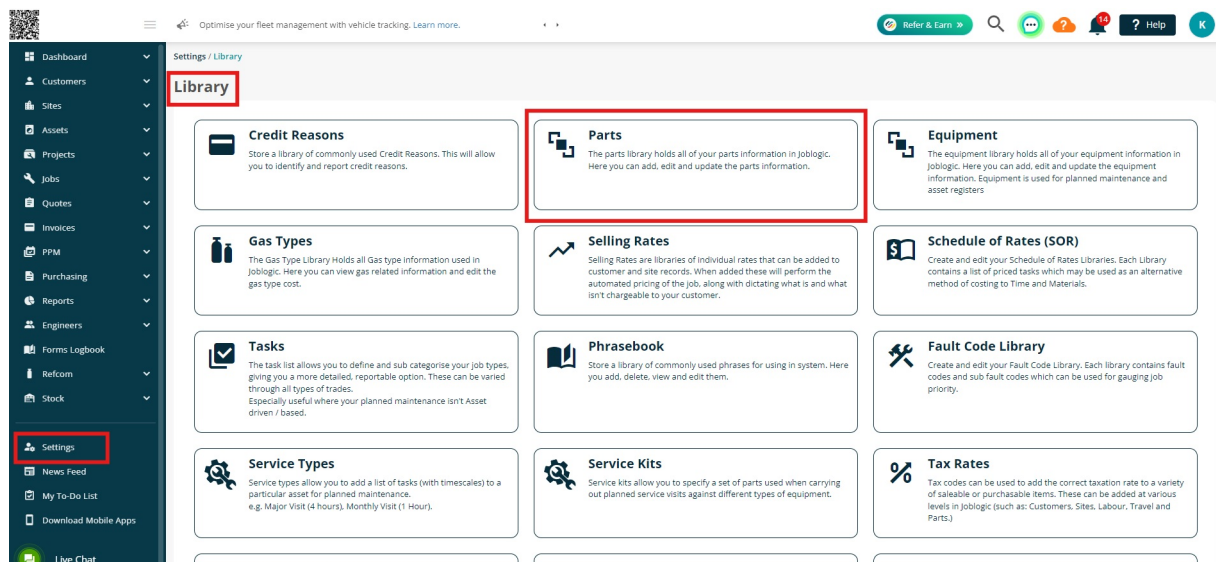 Optimise your fleet management with vehicle tracking. Learn more.
Refer & Earn »
14
? Help
K
Dashboard
Customers
Sites
Assets
Projects
Jobs
Quotes
Invoices
PPM
Purchasing
Reports
Engineers
Forms Logbook
Refcom
Stock
Settings
News Feed
My To-Do List
Download Mobile Apps
Live Chat
Settings / Library
Library
Credit Reasons
Store a library of commonly used Credit Reasons. This will allow
you to identify and report credit reasons.
Parts
The parts library holds all of your parts information in Joblogic.
Here you can add, edit and update the parts information.
Equipment
The equipment library holds all of your equipment information in
Joblogic. Here you can add, edit and update the equipment
information. Equipment is used for planned maintenance and
asset registers
Gas Types
The Gas Type Library Holds all Gas type information used in
Joblogic. Here you can view gas related information and edit the
gas type cost.
Selling Rates
Selling Rates are libraries of individual rates that can be added to
customer and site records. When added these will perform the
automated pricing of the job, along with dictating what is and what
isn't chargeable to your customer.
Schedule of Rates (SOR)
Create and edit your Schedule of Rates Libraries. Each Library
contains a list of priced tasks which may be used as an alternative
method of costing to Time and Materials.
Tasks
The task list allows you to define and sub categorise your job types,
giving you a more detailed, reportable option. These can be varied
through all types of trades.
Especially useful where your planned maintenance isn't Asset
driven / based.
Phrasebook
Store a library of commonly used phrases for using in system. Here
you add, delete, view and edit them.
Fault Code Library
Create and edit your Fault Code Library. Each library contains fault
codes and sub fault codes which can be used for gauging job
priority.
Service Types
Service types allow you to add a list of tasks (with timescales) to a
particular asset for planned maintenance.
e.g. Major Visit (4 hours), Monthly Visit (1 Hour).
Service Kits
Service kits allow you to specify a set of parts used when carrying
out planned service visits against different types of equipment.
Tax Rates
Tax codes can be used to add the correct taxation rate to a variety
of saleable or purchasable items. These can be added at various
levels in Joblogic (such as: Customers, Sites, Labour, Travel and
Parts.)